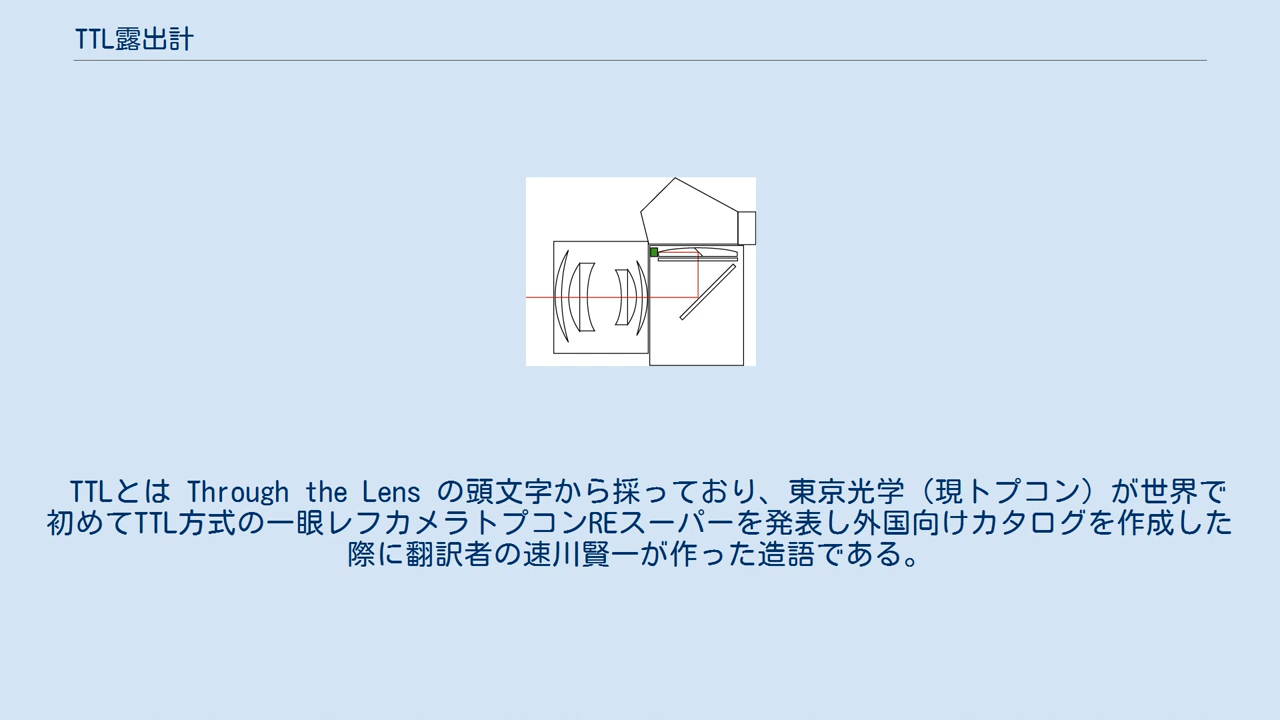 TTL露出計
TTLとは Through the Lens の頭文字から採っており、東京光学（現トプコン）が世界で
初めてTTL方式の一眼レフカメラトプコンREスーパーを発表し外国向けカタログを作成した
際に翻訳者の速川賢一が作った造語である。